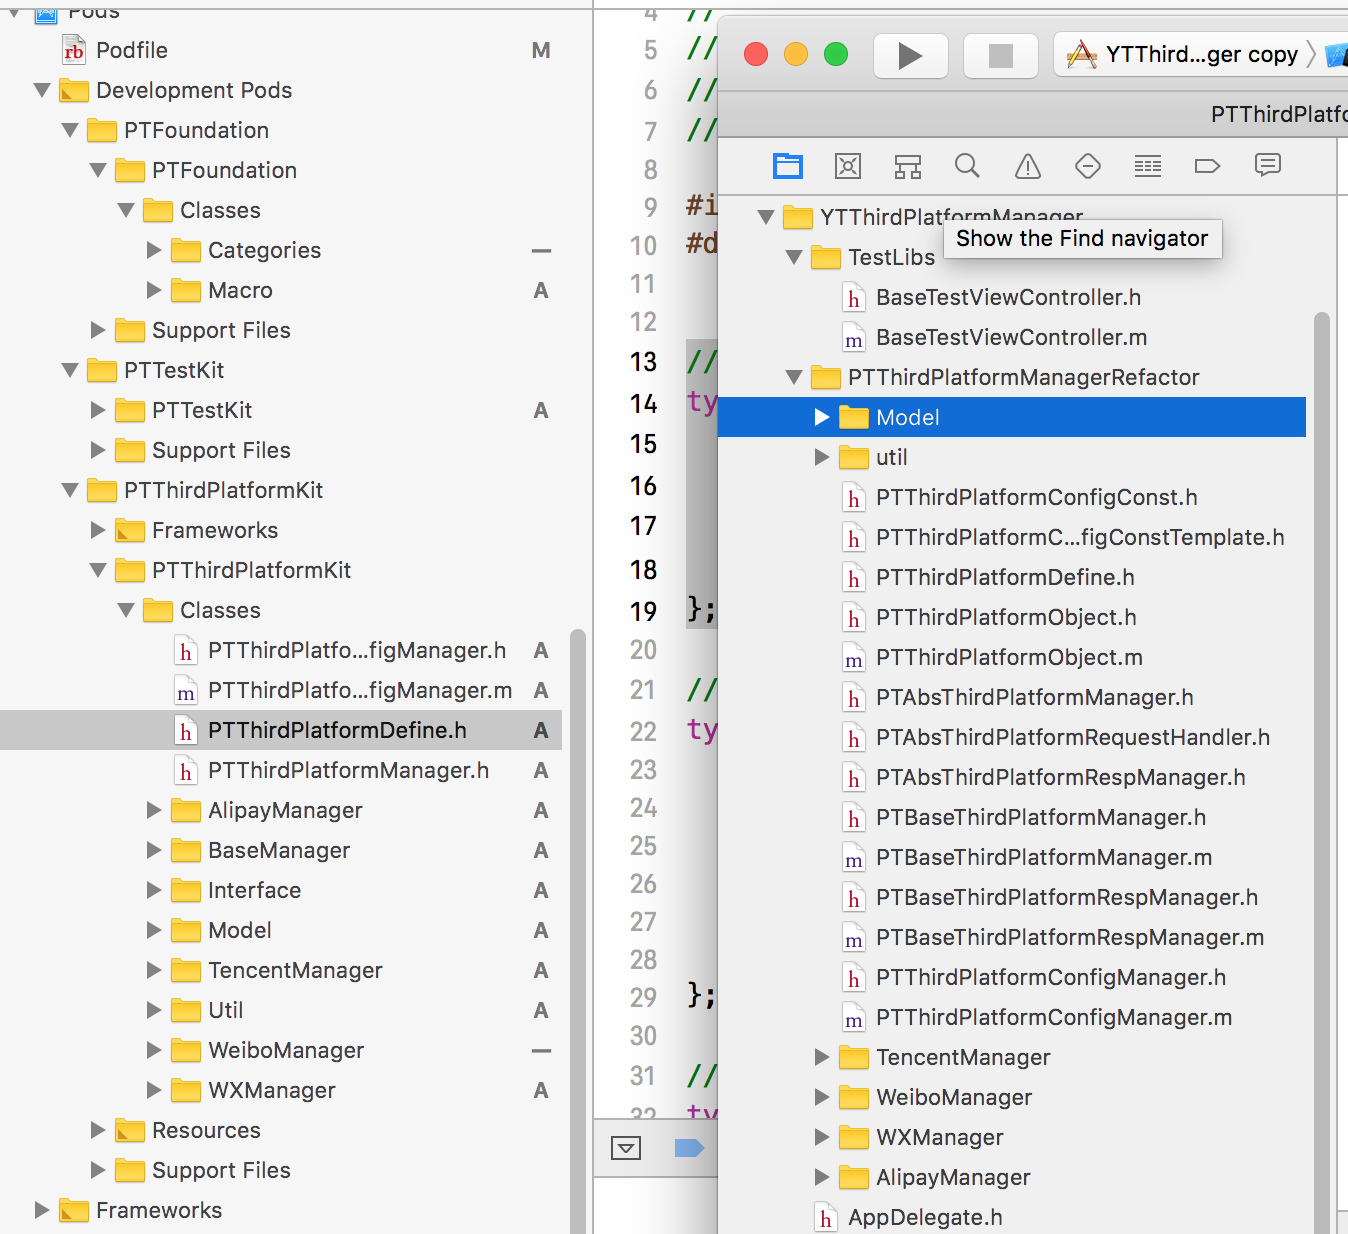 Pods
Podfile M
Development Pods
PTFoundation
PTFoundation
Classes
Categories —
Macro A
Support Files
PTTestKit
PTTestKit A
Support Files
PTThirdPlatformKit
Frameworks
PTThirdPlatformKit
Classes
PTThirdPlatfo...figManager.h A
PTThirdPlatfo...figManager.m A
PTThirdPlatformDefine.h A
PTThirdPlatformManager.h A
AlipayManager A
BaseManager A
Interface A
Model A
TencentManager A
Util A
WeiboManager —
WXManager A
Resources
Support Files
Frameworks
4 //
5 //
6 //
7 //
8
9 #i
10 #d
11
12
13 //
14 ty
15
16
17
18
19 };
20
21 //
22 ty
23
24
25
26
27
28
29 };
30
31 //
32 ty
YTThird...ger copy
PTThirdPlatfo
YTThirdPlatformManager
Show the Find navigator
TestLibs
BaseTestViewController.h
BaseTestViewController.m
PTThirdPlatformManagerRefactor
Model
util
PTThirdPlatformConfigConst.h
PTThirdPlatformC...figConstTemplate.h
PTThirdPlatformDefine.h
PTThirdPlatformObject.h
PTThirdPlatformObject.m
PTAbsThirdPlatformManager.h
PTAbsThirdPlatformRequestHandler.h
PTAbsThirdPlatformRespManager.h
PTBaseThirdPlatformManager.h
PTBaseThirdPlatformManager.m
PTBaseThirdPlatformRespManager.h
PTBaseThirdPlatformRespManager.m
PTThirdPlatformConfigManager.h
PTThirdPlatformConfigManager.m
TencentManager
WeiboManager
WXManager
AlipayManager
AppDelegate.h